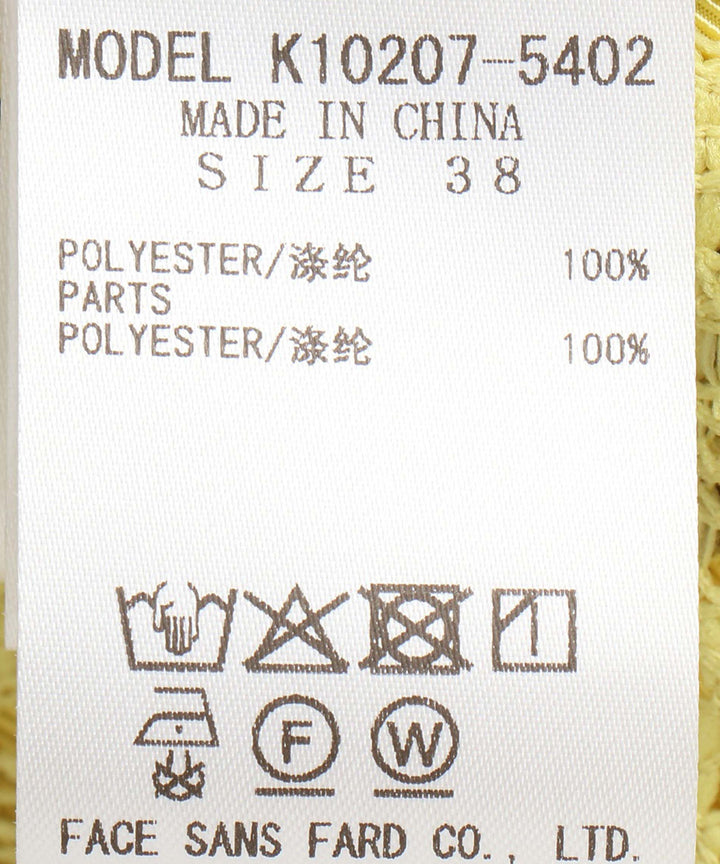 MODEL K10207-5402
MADE IN CHINA
SIZE 38
POLYESTER/涤纶 100%
PARTS
POLYESTER/涤纶 100%
F W
FACE SANS FARD CO., LTD.